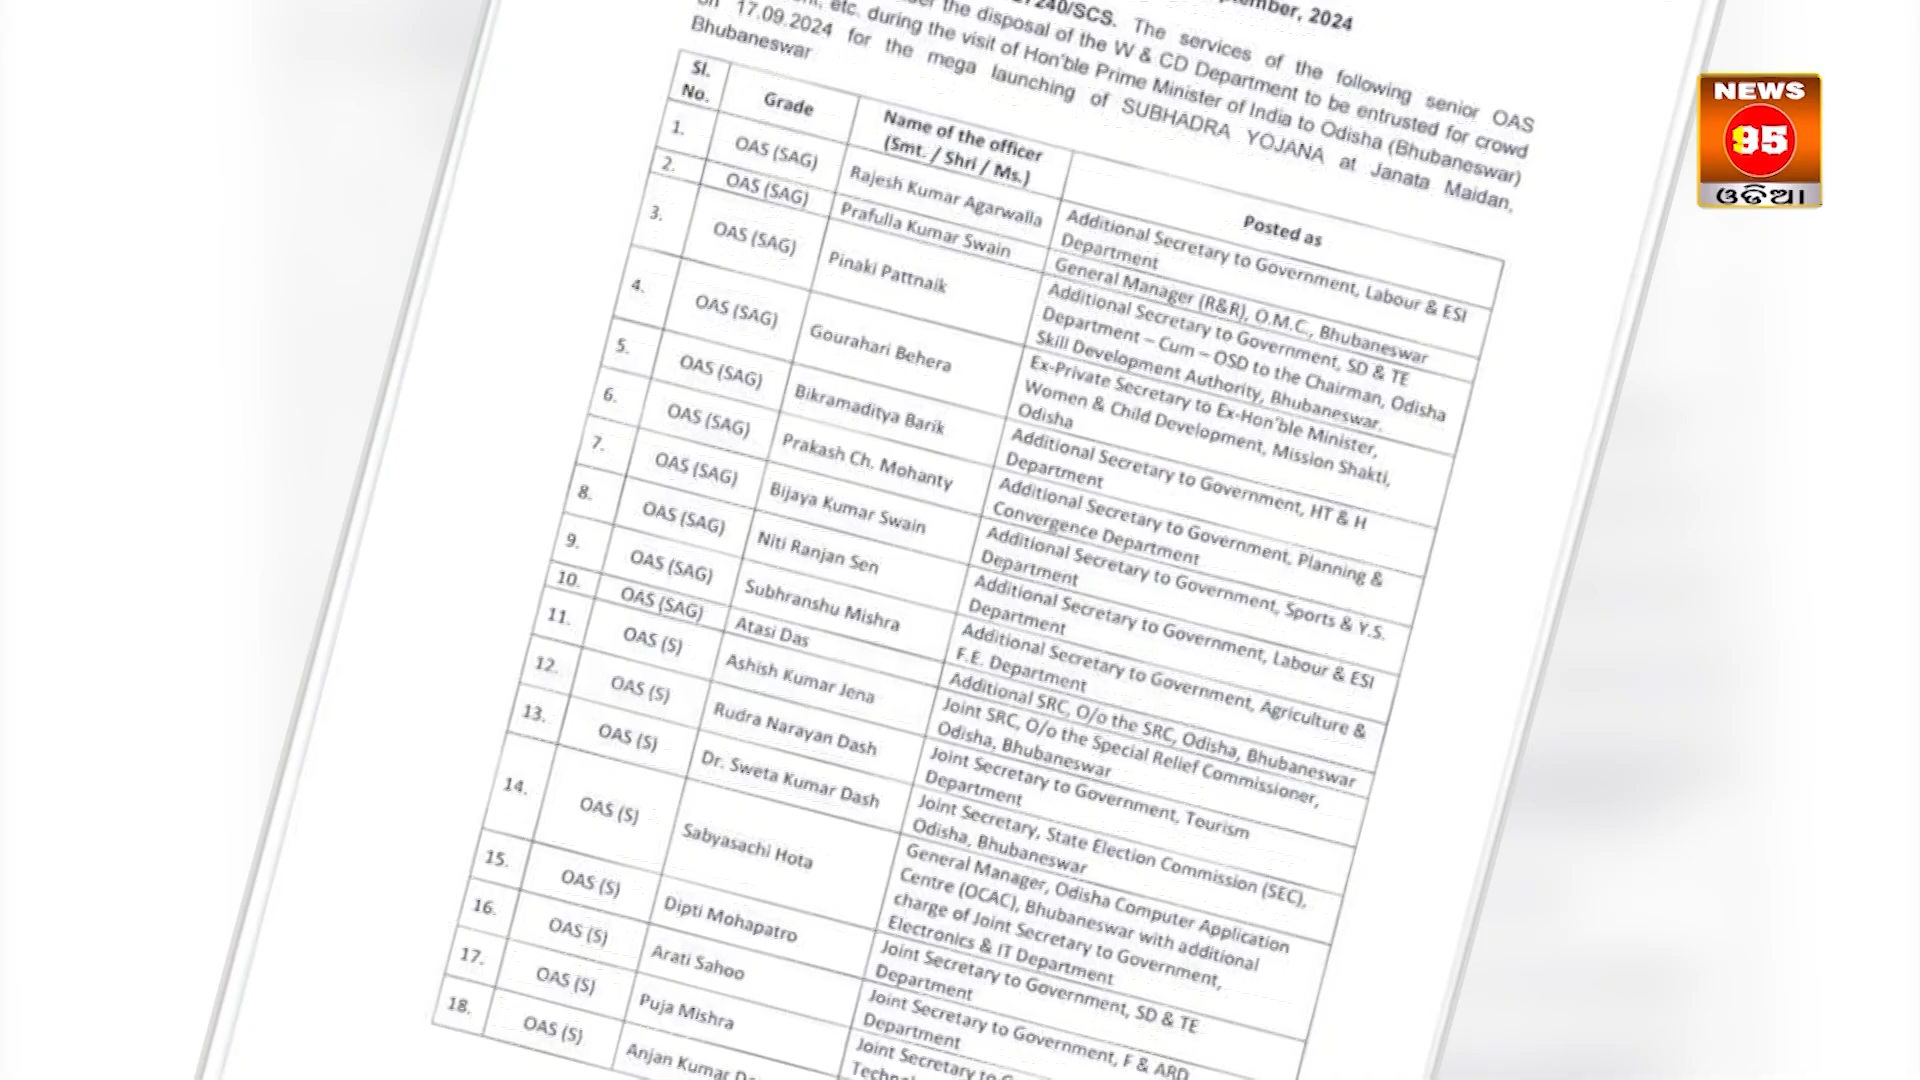 ptember, 2024
240/SCS. The services of the following senior OAS
the disposal of the W & CD Department to be entrusted for crowd
etc. during the visit of Hon'ble Prime Minister of India to Odisha (Bhubaneswar)
on 17.09.2024 for the mega launching of SUBHADRA YOJANA at Janata Maidan,
Bhubaneswar
Sl. No. Grade Name of the officer (Smt. / Shri / Ms.) Posted as
1. OAS (SAG) Rajesh Kumar Agarwalla Additional Secretary to Government, Labour & ESI
Department
2. OAS (SAG) Prafulla Kumar Swain General Manager (R&R), O.M.C., Bhubaneswar
3. OAS (SAG) Pinaki Pattnaik Additional Secretary to Government, SD & TE
Department – Cum – OSD to the Chairman, Odisha
Skill Development Authority, Bhubaneswar.
4. OAS (SAG) Gourahari Behera Ex-Private Secretary to Ex-Hon'ble Minister,
Women & Child Development, Mission Shakti,
Odisha
5. OAS (SAG) Bikramaditya Barik Additional Secretary to Government, HT & H
Department
6. OAS (SAG) Prakash Ch. Mohanty Additional Secretary to Government, Planning &
Convergence Department
7. OAS (SAG) Bijaya Kumar Swain Additional Secretary to Government, Sports & Y.S.
Department
8. OAS (SAG) Niti Ranjan Sen Additional Secretary to Government, Labour & ESI
Department
9. OAS (SAG) Subhranshu Mishra Additional Secretary to Government, Agriculture &
F.E. Department
10. OAS (SAG) Atasi Das Additional SRC, O/o the SRC, Odisha, Bhubaneswar
11. OAS (S) Ashish Kumar Jena Joint SRC, O/o the Special Relief Commissioner,
Odisha, Bhubaneswar
12. OAS (S) Rudra Narayan Dash Joint Secretary to Government, Tourism
Department
13. OAS (S) Dr. Sweta Kumar Dash Joint Secretary, State Election Commission (SEC),
Odisha, Bhubaneswar
14. OAS (S) Sabyasachi Hota General Manager, Odisha Computer Application
Centre (OCAC), Bhubaneswar with additional
charge of Joint Secretary to Government,
Electronics & IT Department
15. OAS (S) Dipti Mohapatro Joint Secretary to Government, SD & TE
Department
16. OAS (S) Arati Sahoo Joint Secretary to Government, F & ARD
Department
17. OAS (S) Puja Mishra Joint Secretary to
18. OAS (S) Anjan Kumar
NEWS
95
ଓଡିଆ